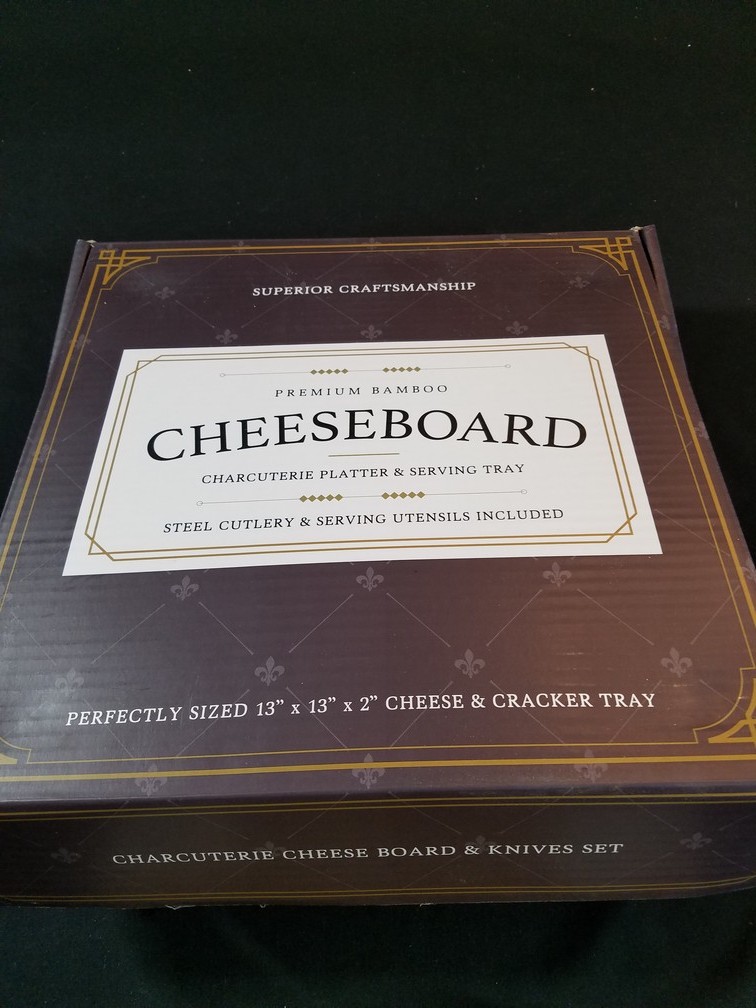 SUPERIOR CRAFTSMANSHIP
PREMIUM BAMBOO
CHEESEBOARD
CHARCUTERIE PLATTER & SERVING TRAY
STEEL CUTLERY & SERVING UTENSILS INCLUDED
PERFECTLY SIZED 13” x 13” x 2” CHEESE & CRACKER TRAY
CHARCUTERIE CHEESE BOARD & KNIVES SET